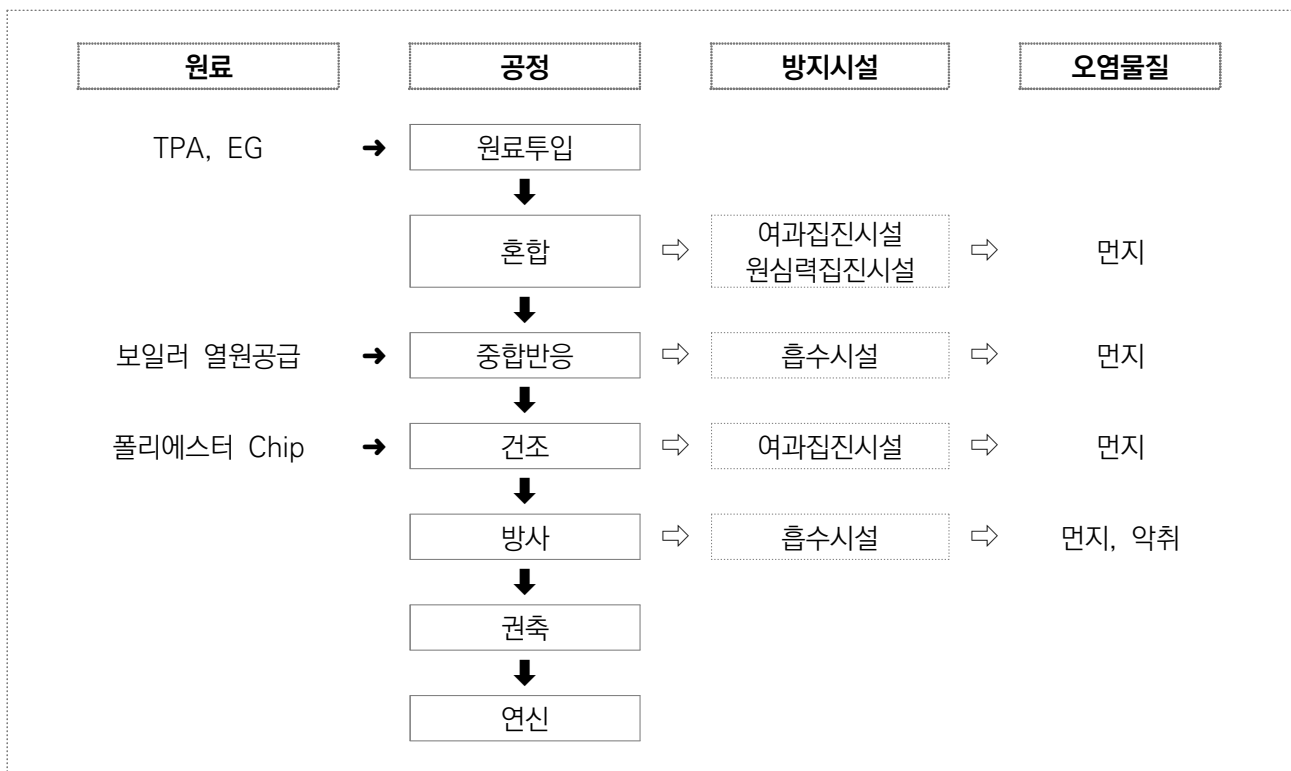 원료 공정 방지시설 오염물질
TPA, EG ➜ 원료투입
혼합 여과집진시설 먼지
원심력집진시설
보일러 열원공급 ➜ 중합반응 흡수시설 먼지
폴리에스터 Chip ➜ 건조 여과집진시설 먼지
방사 흡수시설 먼지, 악취
권축
연신